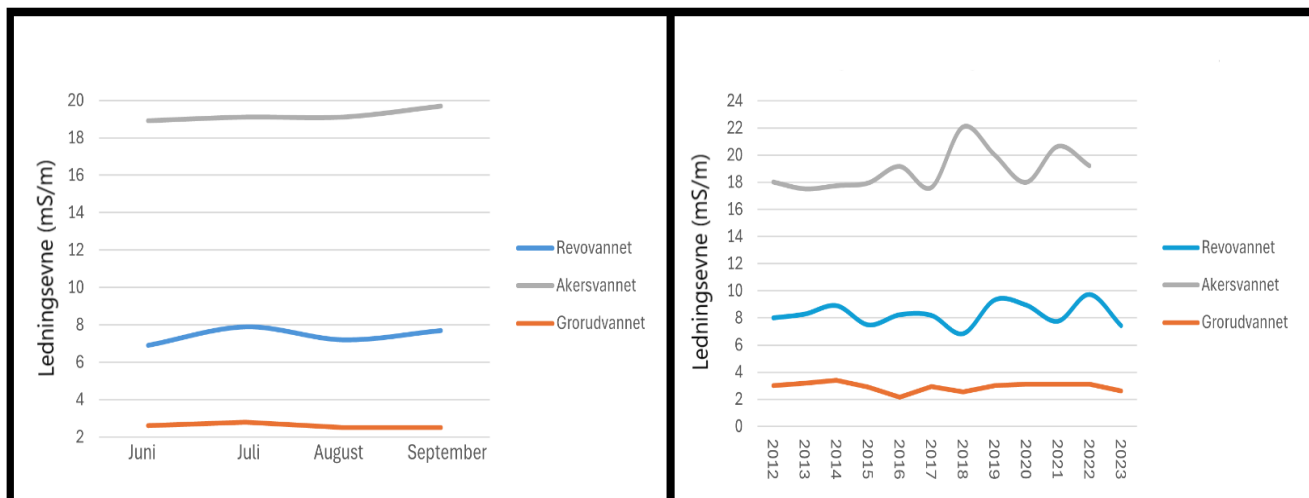 Ledningsevne (mS/m)
20
18
16
14
12
10
8
6
4
2
Juni Juli August September
Revovannet
Akersvannet
Grorudvannet
Ledningsevne (mS/m)
24
22
20
18
16
14
12
10
8
6
4
2
0
2012 2013 2014 2015 2016 2017 2018 2019 2020 2021 2022 2023
Revovannet
Akersvannet
Grorudvannet